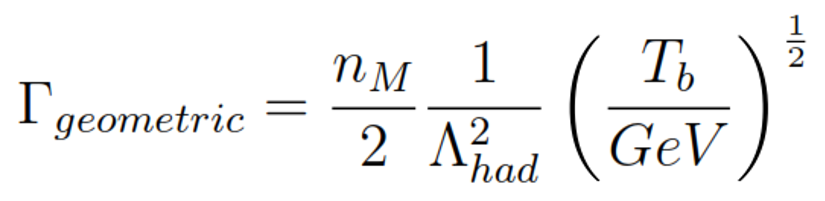 Γ_{geometric} = \frac{n_M}{2} \frac{1}{Λ_{had}^2} \left( \frac{T_b}{GeV} \right)^{\frac{1}{2}}